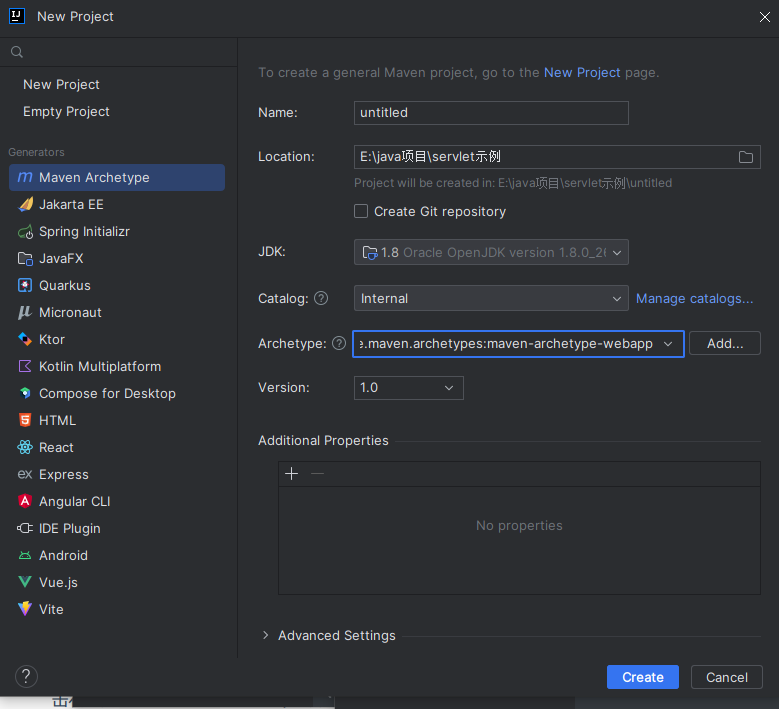 New Project
New Project
Empty Project
Generators
Maven Archetype
Jakarta EE
Spring Initializr
JavaFX
Quarkus
Micronaut
Ktor
Kotlin Multiplatform
Compose for Desktop
HTML
React
ex Express
Angular CLI
IDE Plugin
Android
Vue.js
Vite
To create a general Maven project, go to the New Project page.
Name: untitled
Location: E:\java项目\servlet示例
Project will be created in: E:\java项目\servlet示例\untitled
Create Git repository
JDK: 1.8 Oracle OpenJDK version 1.8.0_26
Catalog: ? Internal Manage catalogs...
Archetype: ? e.maven.archetypes:maven-archetype-webapp Add...
Version: 1.0
Additional Properties
No properties
Advanced Settings
? Create Cancel